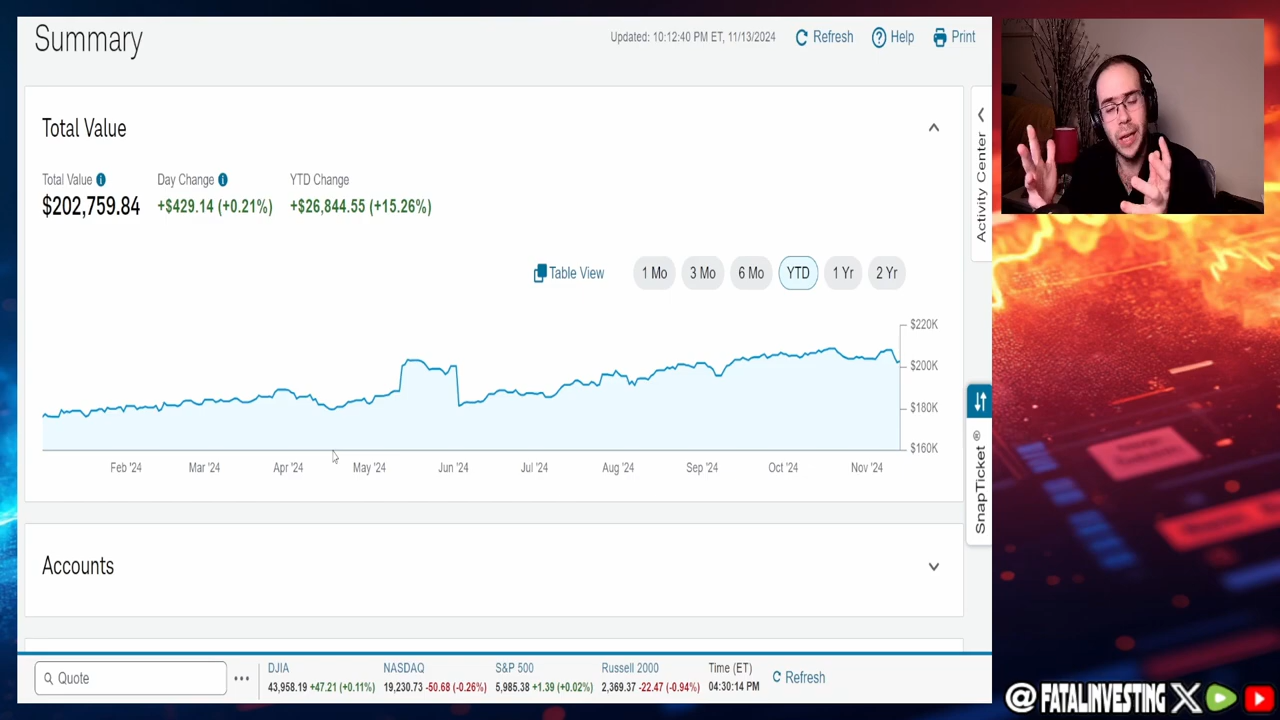 Summary
Updated: 10:12:40 PM ET, 11/13/2024
Refresh
Help
Print
Total Value
Total Value
Day Change
YTD Change
$202,759.84
+$429.14 (+0.21%)
+$26,844.55 (+15.26%)
Table View
1 Mo
3 Mo
6 Mo
YTD
1 Yr
2 Yr
$220K
$200K
$180K
$160K
Feb '24
Mar '24
Apr '24
May '24
Jun '24
Jul '24
Aug '24
Sep '24
Oct '24
Nov '24
Activity Center
SnapTicket®
Accounts
Quote
DJIA
43,958.19 +47.21 (+0.11%)
NASDAQ
19,230.73 -50.68 (-0.26%)
S&P 500
5,985.38 +1.39 (+0.02%)
Russell 2000
2,369.37 -22.47 (-0.94%)
Time (ET)
04:30:14 PM
Refresh
@FATALINVESTING